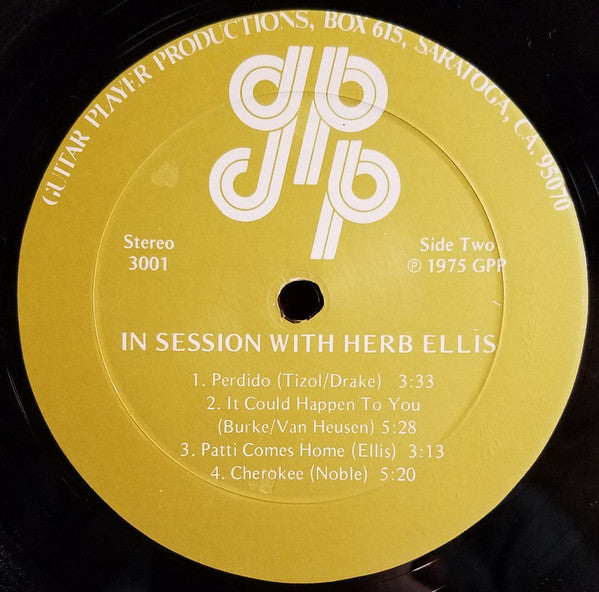 GUITAR PLAYER PRODUCTIONS, BOX 615, SARATOGA, CA. 95070
gpp
Stereo
3001
Side Two
℗ 1975 GPP
IN SESSION WITH HERB ELLIS
1. Perdido (Tizol/Drake) 3:33
2. It Could Happen To You
(Burke/Van Heusen) 5:28
3. Patti Comes Home (Ellis) 3:13
4. Cherokee (Noble) 5:20